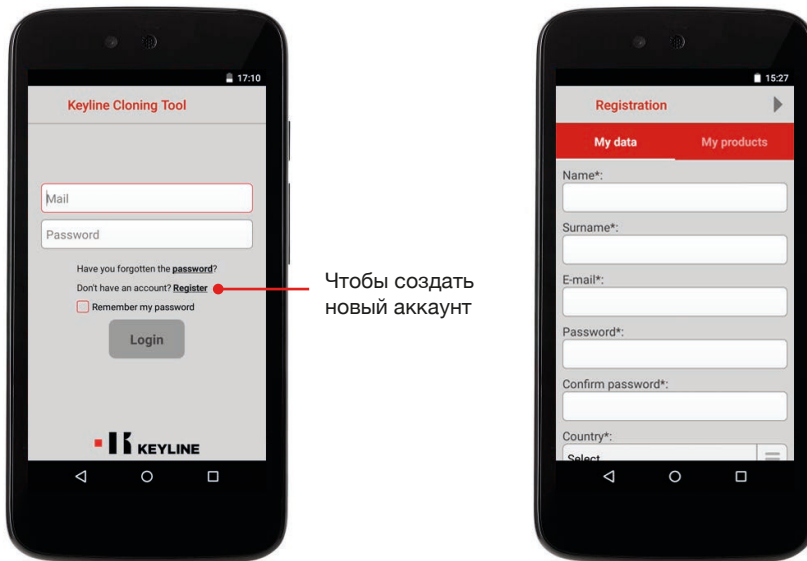 17:10
Keyline Cloning Tool
Mail
Password
Have you forgotten the password?
Don't have an account? Register
Remember my password
Login
KEYLINE
Чтобы создать
новый аккаунт
15:27
Registration
My data
My products
Name*:
Surname*:
E-mail*:
Password*:
Confirm password*:
Country*:
Select